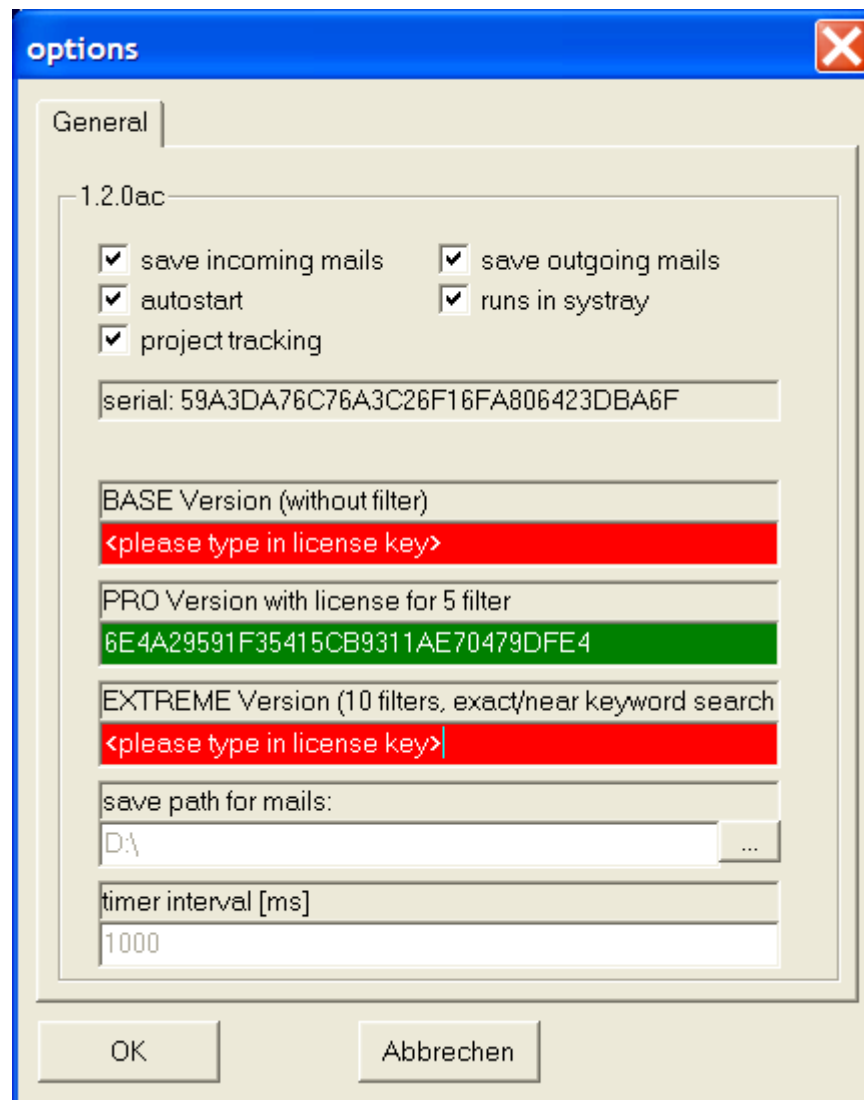 options
General
1.2.0ac
save incoming mails save outgoing mails
autostart runs in systray
project tracking
serial: 59A3DA76C76A3C26F16FA806423DBA6F
BASE Version (without filter)
<please type in license key>
PRO Version with license for 5 filter
6E4A29591F35415CB9311AE70479DFE4
EXTREME Version (10 filters, exact/near keyword search
<please type in license key>
save path for mails:
D:\
...
timer interval [ms]
1000
OK Abbrechen